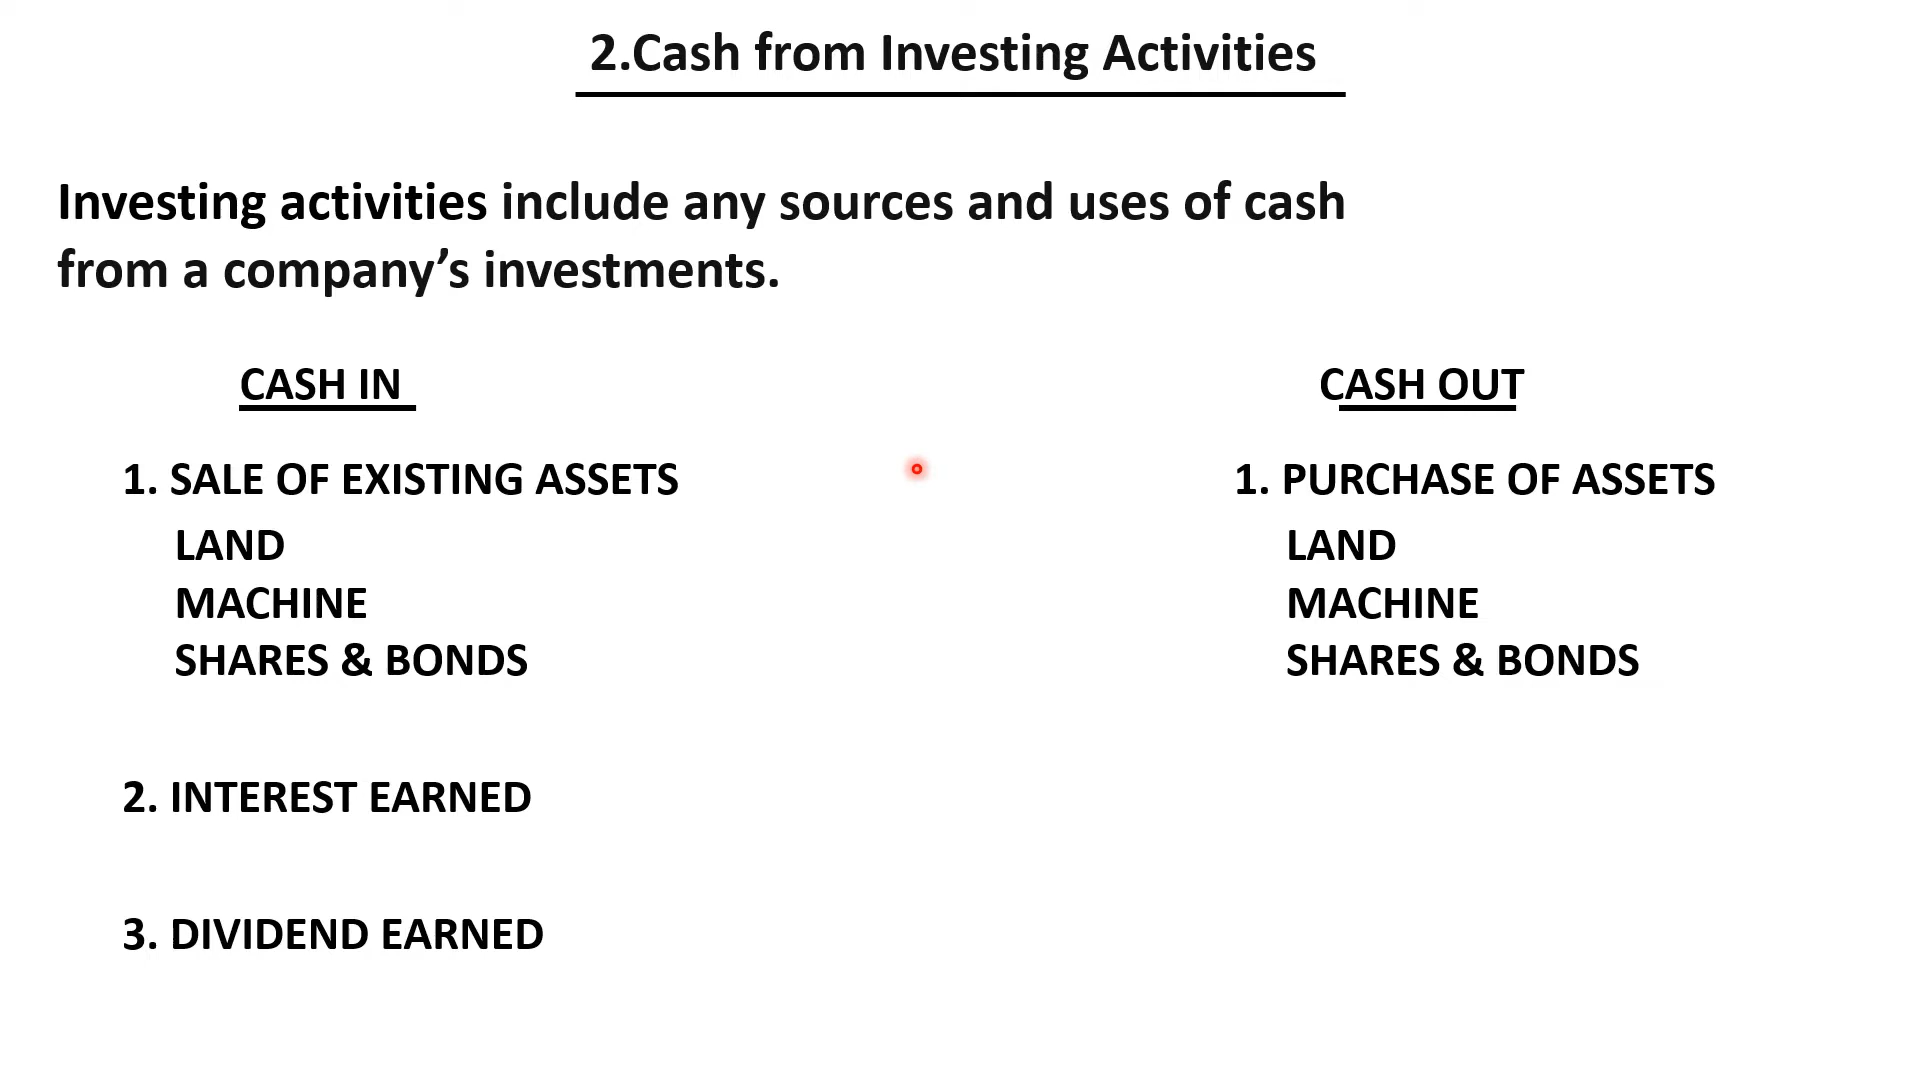 2.Cash from Investing Activities
Investing activities include any sources and uses of cash
from a company’s investments.
CASH IN
1. SALE OF EXISTING ASSETS
LAND
MACHINE
SHARES & BONDS
2. INTEREST EARNED
3. DIVIDEND EARNED
CASH OUT
1. PURCHASE OF ASSETS
LAND
MACHINE
SHARES & BONDS